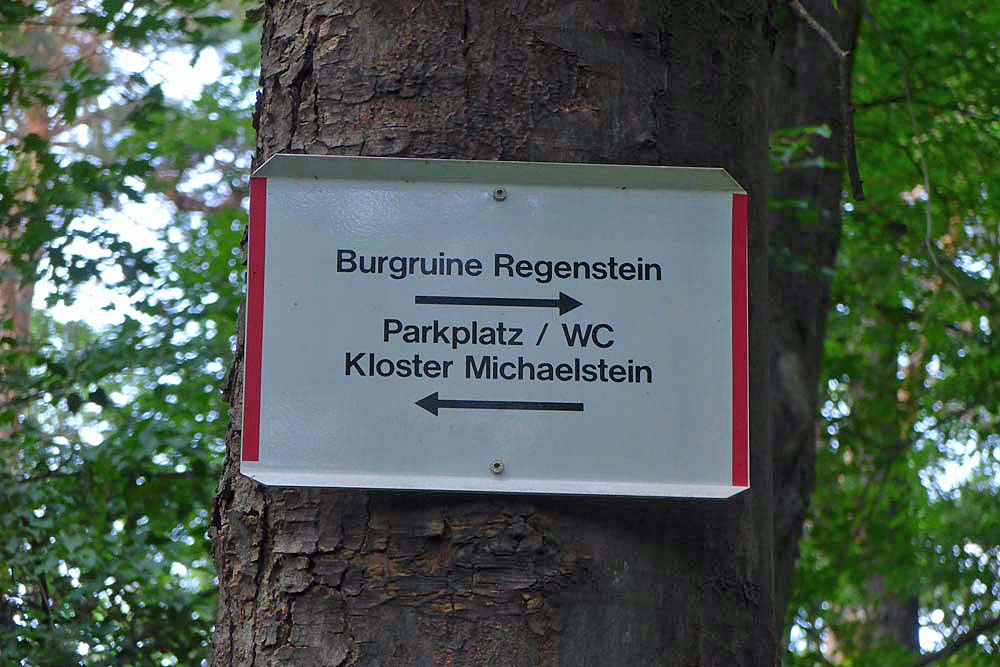 Burgruine Regenstein
Parkplatz / WC
Kloster Michaelstein